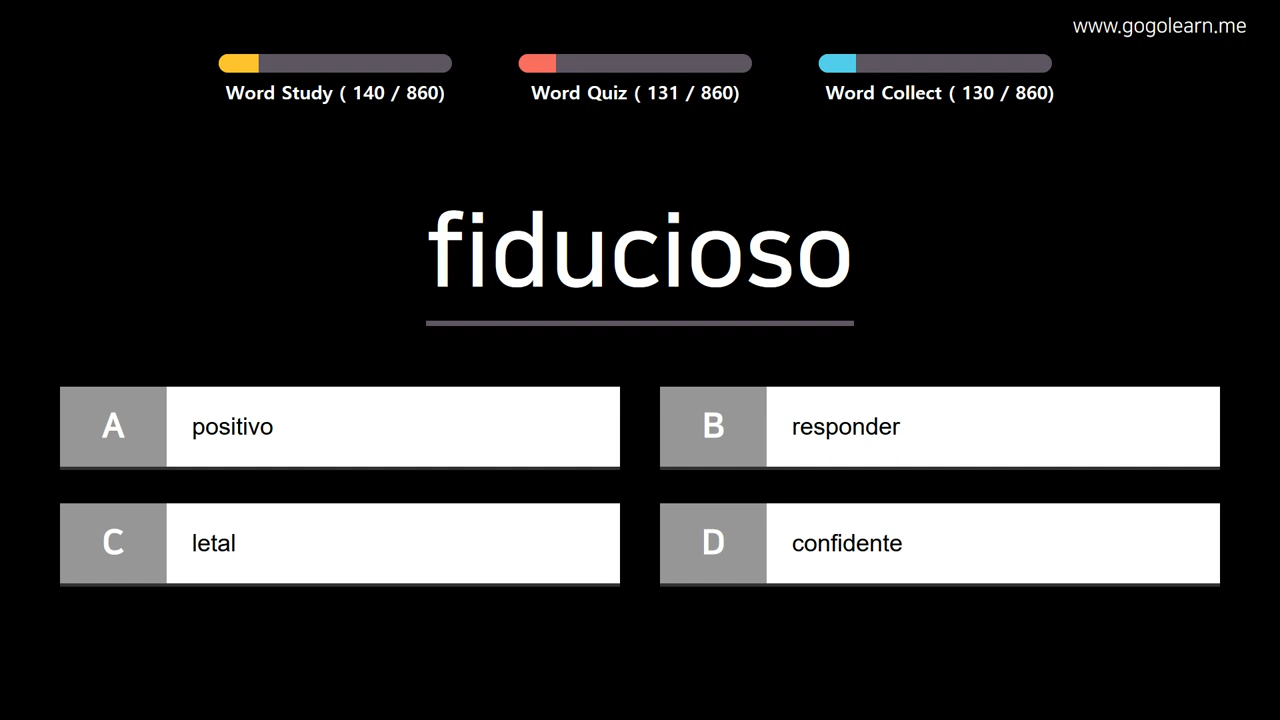 www.gogolearn.me
Word Study ( 140 / 860)
Word Quiz ( 131 / 860)
Word Collect ( 130 / 860)
fiducioso
A positivo
B responder
C letal
D confidente